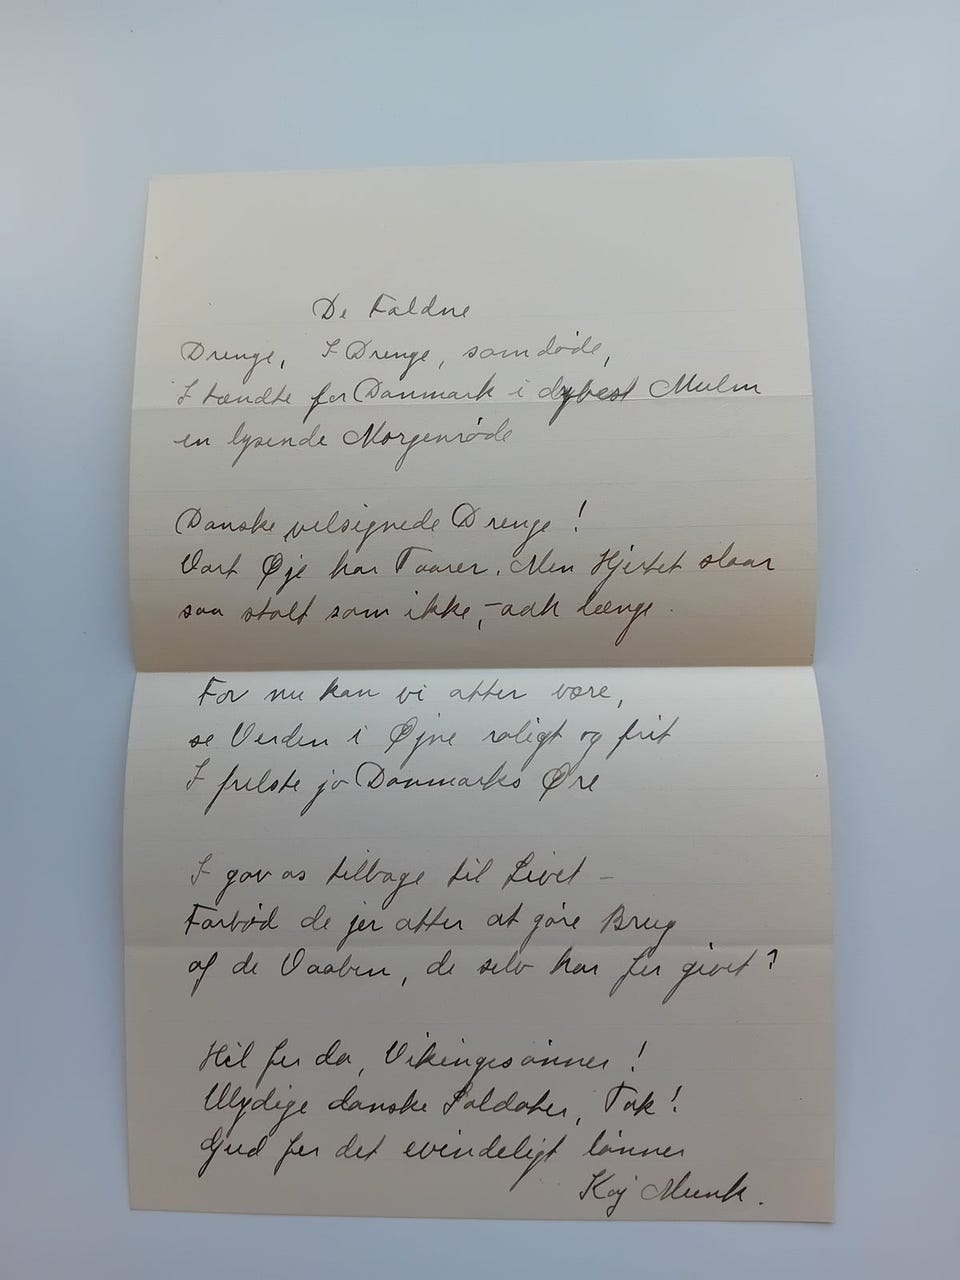 De Faldne
Drenge, I Drenge, som døde,
I tændte for Danmark i dybest Mulm
en lysende Morgenrøde
Danske velsignede Drenge!
Vort Øje har Taarer. Men Hjertet slaar
saa stolt som ikke, – aah længe.
For nu kan vi atter være,
se Verden i Øjne roligt og frit
I frelste jo Danmarks Ære
I gav os tilbage til Livet –
Forbød de jer atter at gøre Brug
af de Vaaben, de selv har Jer givet?
Hil Jer da, Vikingesønner!
Ulydige danske Soldater, Tak!
Gud Jer det evindeligt lønner
Kaj Munk.